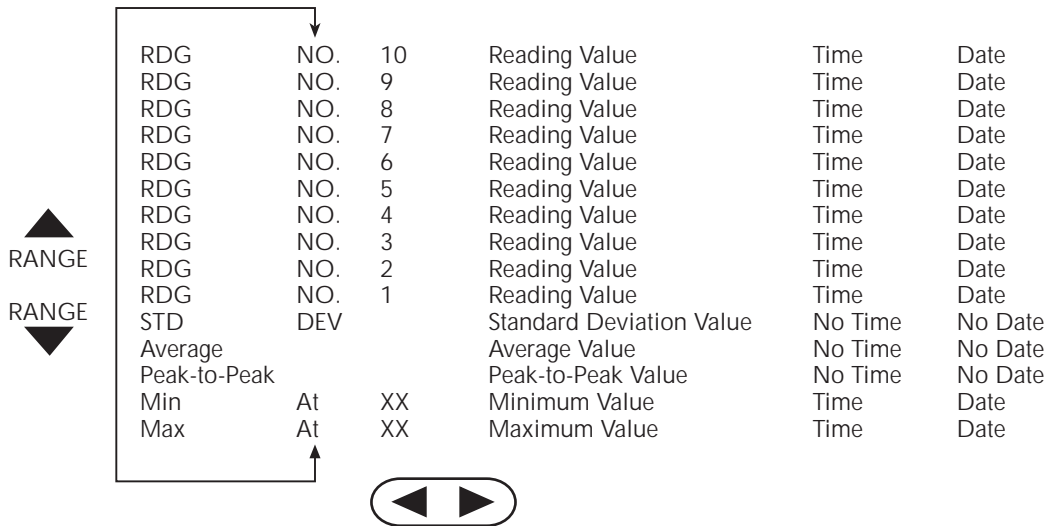 RDG NO. 10 Reading Value Time Date
RDG NO. 9 Reading Value Time Date
RDG NO. 8 Reading Value Time Date
RDG NO. 7 Reading Value Time Date
RDG NO. 6 Reading Value Time Date
RDG NO. 5 Reading Value Time Date
RDG NO. 4 Reading Value Time Date
RDG NO. 3 Reading Value Time Date
RDG NO. 2 Reading Value Time Date
RDG NO. 1 Reading Value Time Date
STD DEV Standard Deviation Value No Time No Date
Average Average Value No Time No Date
Peak-to-Peak Peak-to-Peak Value No Time No Date
Min At XX Minimum Value Time Date
Max At XX Maximum Value Time Date
RANGE
RANGE